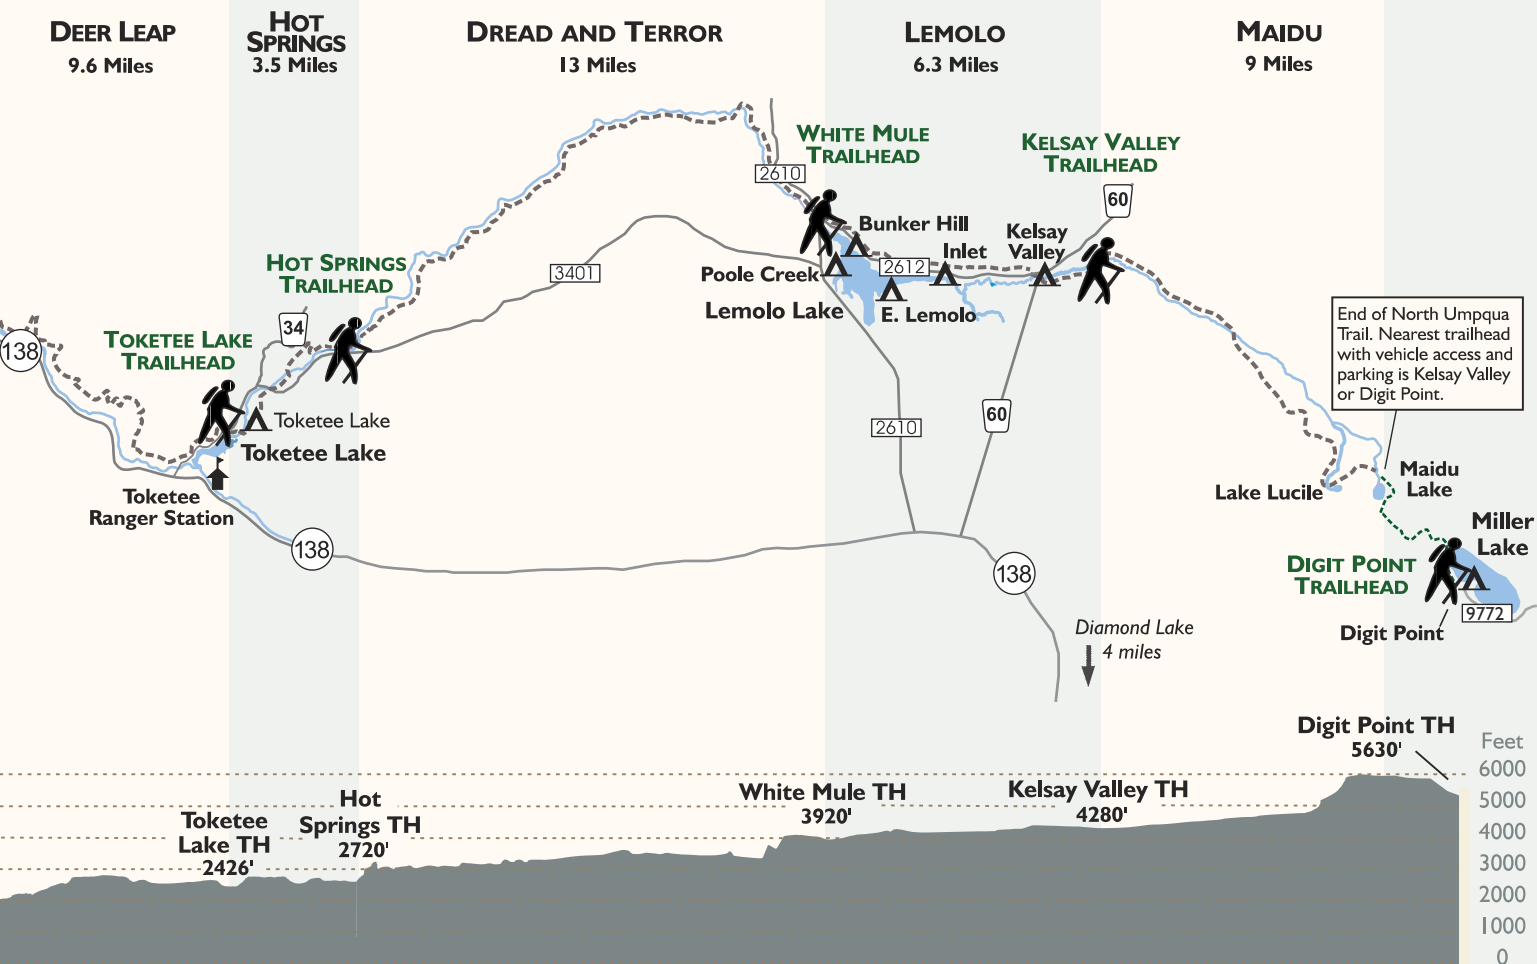 DEER LEAP
9.6 Miles
HOT
SPRINGS
3.5 Miles
DREAD AND TERROR
13 Miles
LEMOLO
6.3 Miles
MAIDU
9 Miles
WHITE MULE
TRAILHEAD
KELSAY VALLEY
TRAILHEAD
2610
60
Bunker Hill
Kelsay
Valley
Inlet
HOT SPRINGS
TRAILHEAD
3401
Poole Creek
2612
Lemolo Lake
E. Lemolo
34
138
TOKETEE LAKE
TRAILHEAD
End of North Umpqua
Trail. Nearest trailhead
with vehicle access and
parking is Kelsay Valley
or Digit Point.
Toketee Lake
Toketee Lake
2610
60
Toketee
Ranger Station
Lake Lucile
Maidu
Lake
Miller
Lake
138
138
DIGIT POINT
TRAILHEAD
9772
Digit Point
Diamond Lake
4 miles
Digit Point TH
5630'
Feet
6000
5000
4000
3000
2000
1000
0
Toketee
Lake TH
2426'
Hot
Springs TH
2720'
White Mule TH
3920'
Kelsay Valley TH
4280'